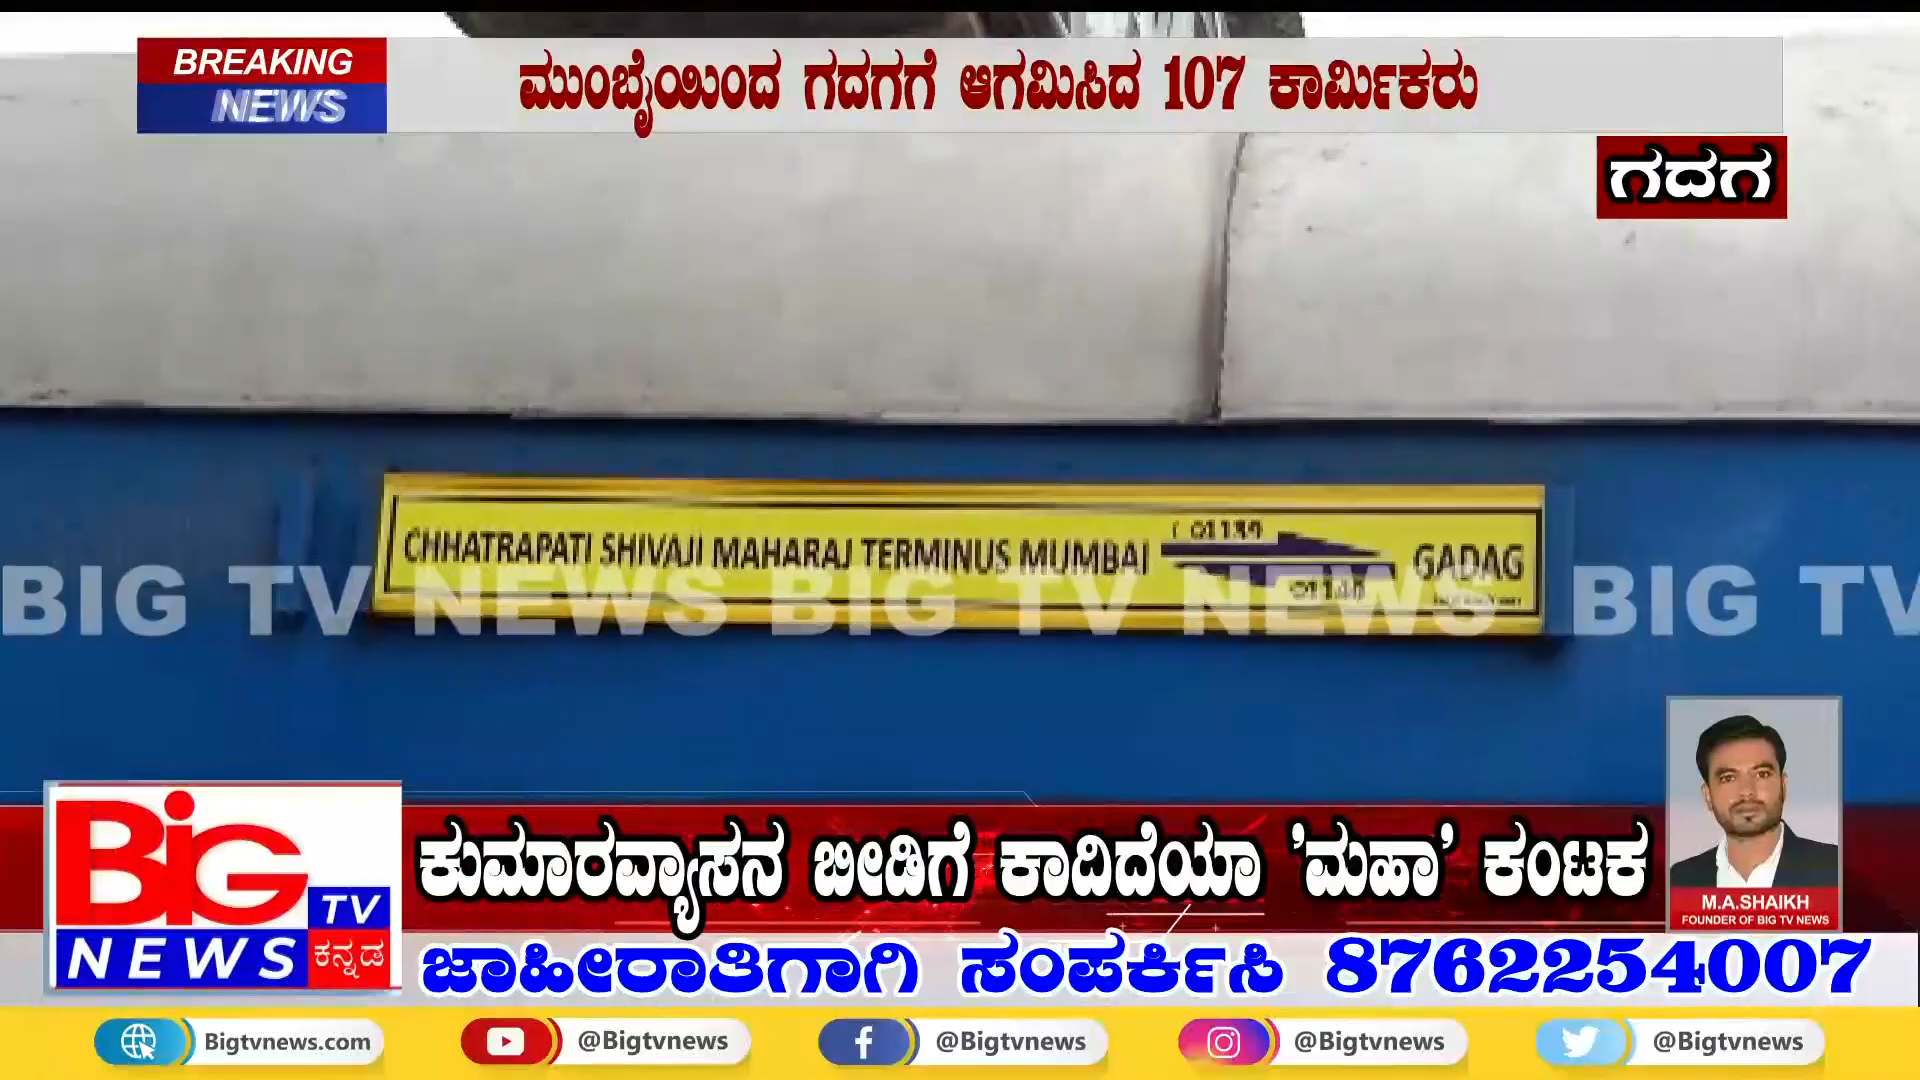 BREAKING
NEWS
ಮುಂಬೈಯಿಂದ ಗದಗಗೆ ಆಗಮಿಸಿದ 107 ಕಾರ್ಮಿಕರು
ಗದಗ
CHHATRAPATI SHIVAJI MAHARAJ TERMINUS MUMBAI
01139
01140
GADAG
BIG TV NEWS BIG TV NEWS BIG TV
BiG
TV
NEWS
ಕನ್ನಡ
ಕುಮಾರವ್ಯಾಸನ ಬೀಡಿಗೆ ಕಾದಿದೆಯಾ 'ಮಹಾ' ಕಂಟಕ
M.A.SHAIKH
FOUNDER OF BIG TV NEWS
ಜಾಹೀರಾತಿಗಾಗಿ ಸಂಪರ್ಕಿಸಿ 8762254007
Bigtvnews.com
@Bigtvnews
@Bigtvnews
@Bigtvnews
@Bigtvnews